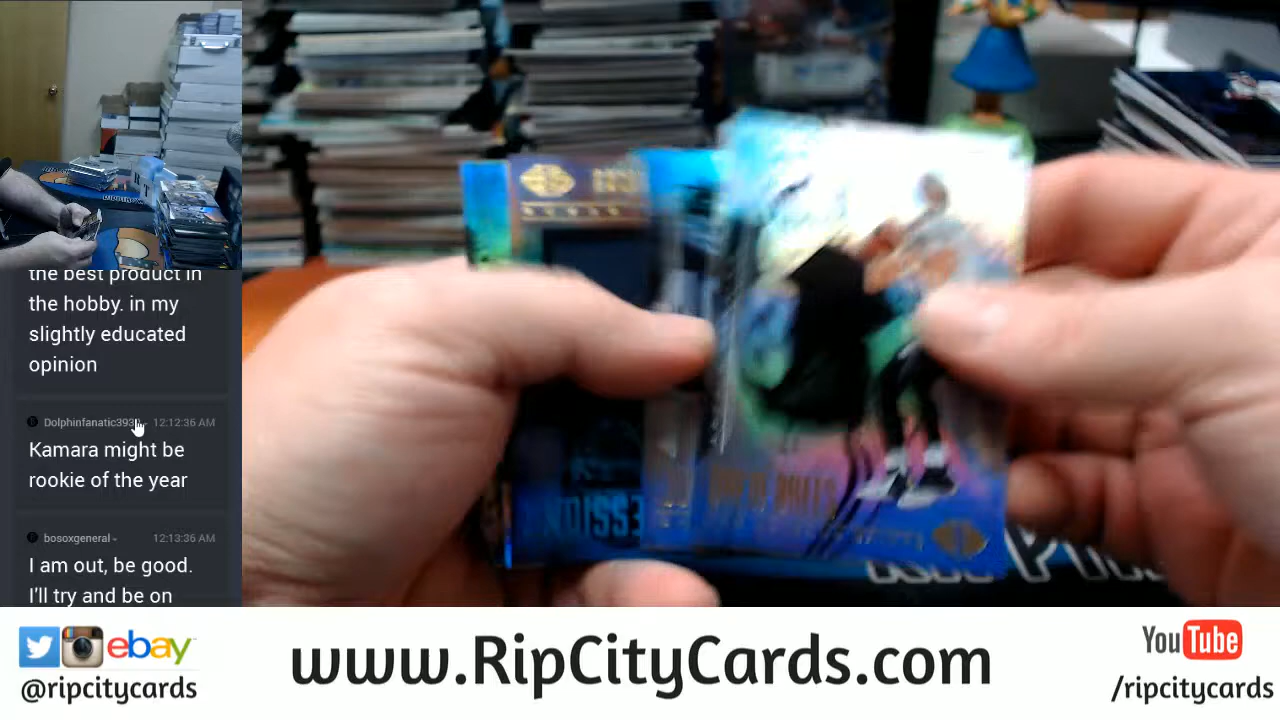 the best product in
the hobby. in my
slightly educated
opinion
12:12:36 AM
Kamara might be
rookie of the year
bosoxgeneral
12:13:36 AM
I am out, be good.
I'll try and be on
ebay
@ripcitycards
www.RipCityCards.com
YouTube
/ripcitycards